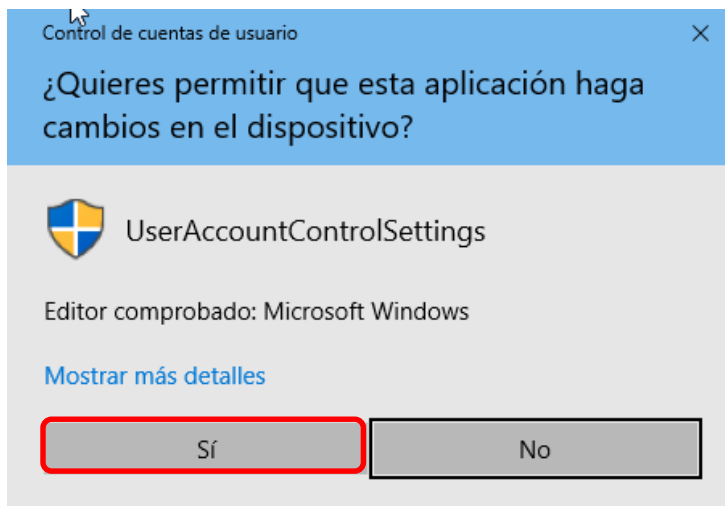 Control de cuentas de usuario
¿Quieres permitir que esta aplicación haga
cambios en el dispositivo?
UserAccountControlSettings
Editor comprobado: Microsoft Windows
Mostrar más detalles
Sí
No